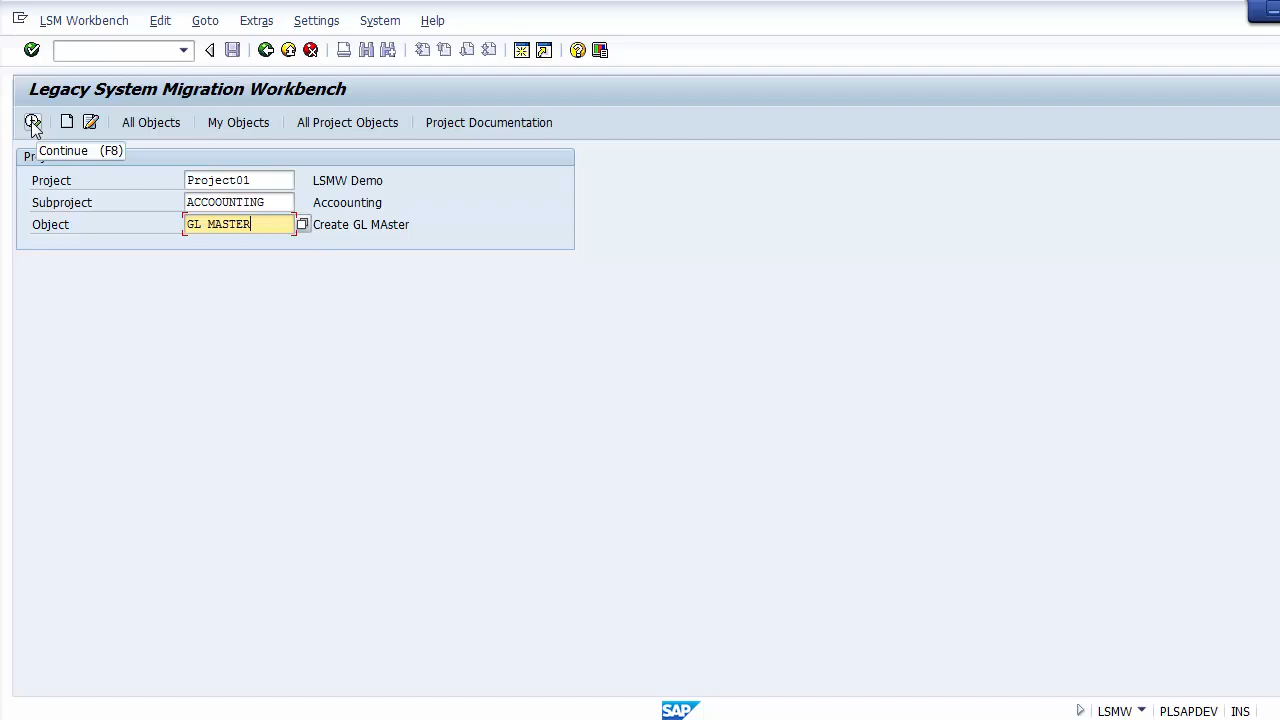 LSM Workbench Edit Goto Extras Settings System Help
Legacy System Migration Workbench
All Objects My Objects All Project Objects Project Documentation
Continue (F8)
Project Project01 LSMW Demo
Subproject ACCOOUNTING Accoounting
Object GL MASTER Create GL MAster
SAP LSMW PLSAPDEV INS